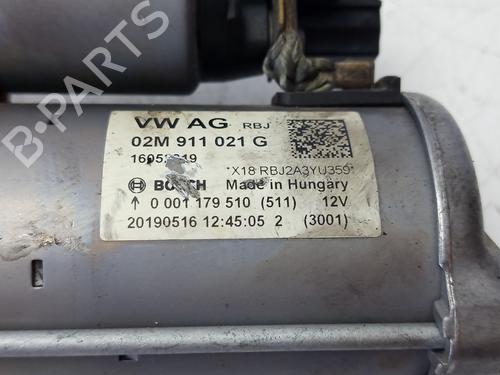 VW AG RBJ
02M 911 021 G
16052019
*X18 RBJ2A3YU359*
BOSCH Made in Hungary
↑ 0 001 179 510 (511) 12V
20190516 12:45:05 2 (3001)
B-PARTS